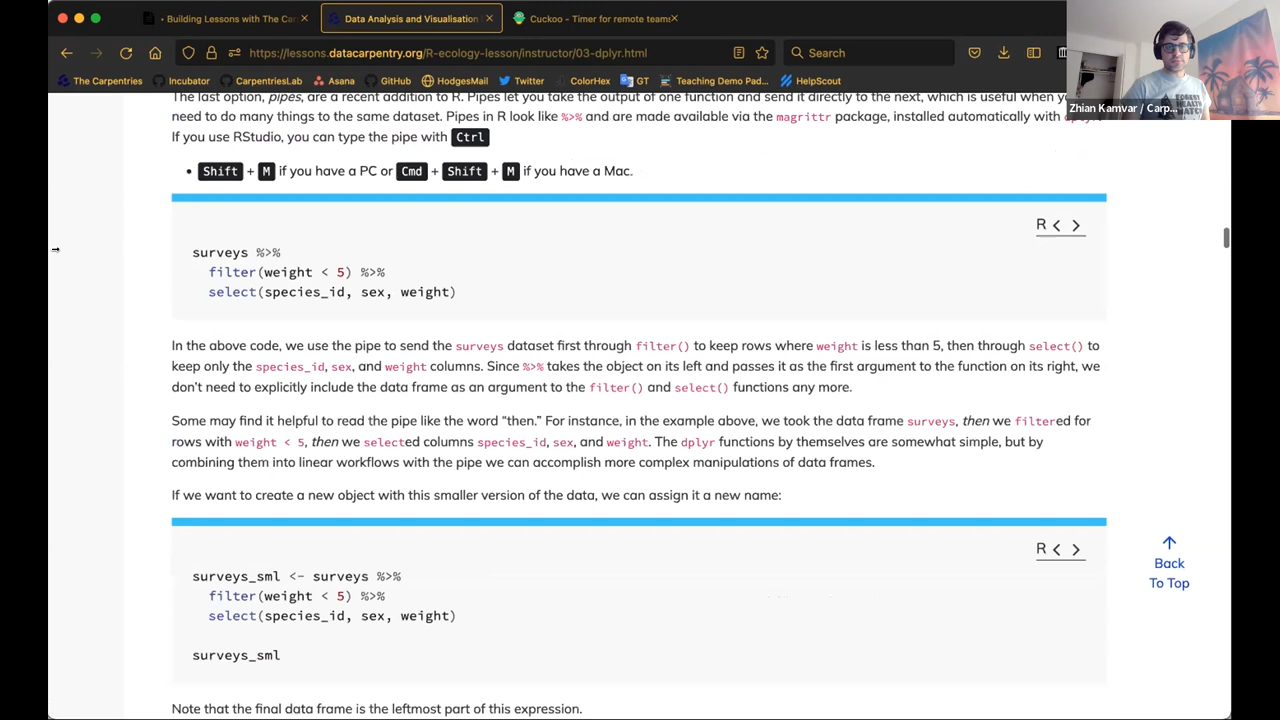 · Building Lessons with The Car
Data Analysis and Visualisation
Cuckoo - Timer for remote teams
https://lessons.datacarpentry.org/R-ecology-lesson/instructor/03-dplyr.html
Search
The Carpentries
Incubator
CarpentriesLab
Asana
GitHub
HodgesMail
Twitter
ColorHex
GT
Teaching Demo Pad...
HelpScout
Zhian Kamvar / Carp...
The last option, pipes, are a recent addition to R. Pipes let you take the output of one function and send it directly to the next, which is useful when
need to do many things to the same dataset. Pipes in R look like %>% and are made available via the magrittr package, installed automatically with
If you use RStudio, you can type the pipe with Ctrl
• Shift + M if you have a PC or Cmd + Shift + M if you have a Mac.
R < >
surveys %>%
filter(weight < 5) %>%
select(species_id, sex, weight)
In the above code, we use the pipe to send the surveys dataset first through filter() to keep rows where weight is less than 5, then through select() to
keep only the species_id, sex, and weight columns. Since %>% takes the object on its left and passes it as the first argument to the function on its right, we
don't need to explicitly include the data frame as an argument to the filter() and select() functions any more.
Some may find it helpful to read the pipe like the word “then.” For instance, in the example above, we took the data frame surveys, then we filtered for
rows with weight < 5, then we selected columns species_id, sex, and weight. The dplyr functions by themselves are somewhat simple, but by
combining them into linear workflows with the pipe we can accomplish more complex manipulations of data frames.
If we want to create a new object with this smaller version of the data, we can assign it a new name:
R < >
surveys_sml <- surveys %>%
filter(weight < 5) %>%
select(species_id, sex, weight)
surveys_sml
Back
To Top
Note that the final data frame is the leftmost part of this expression.